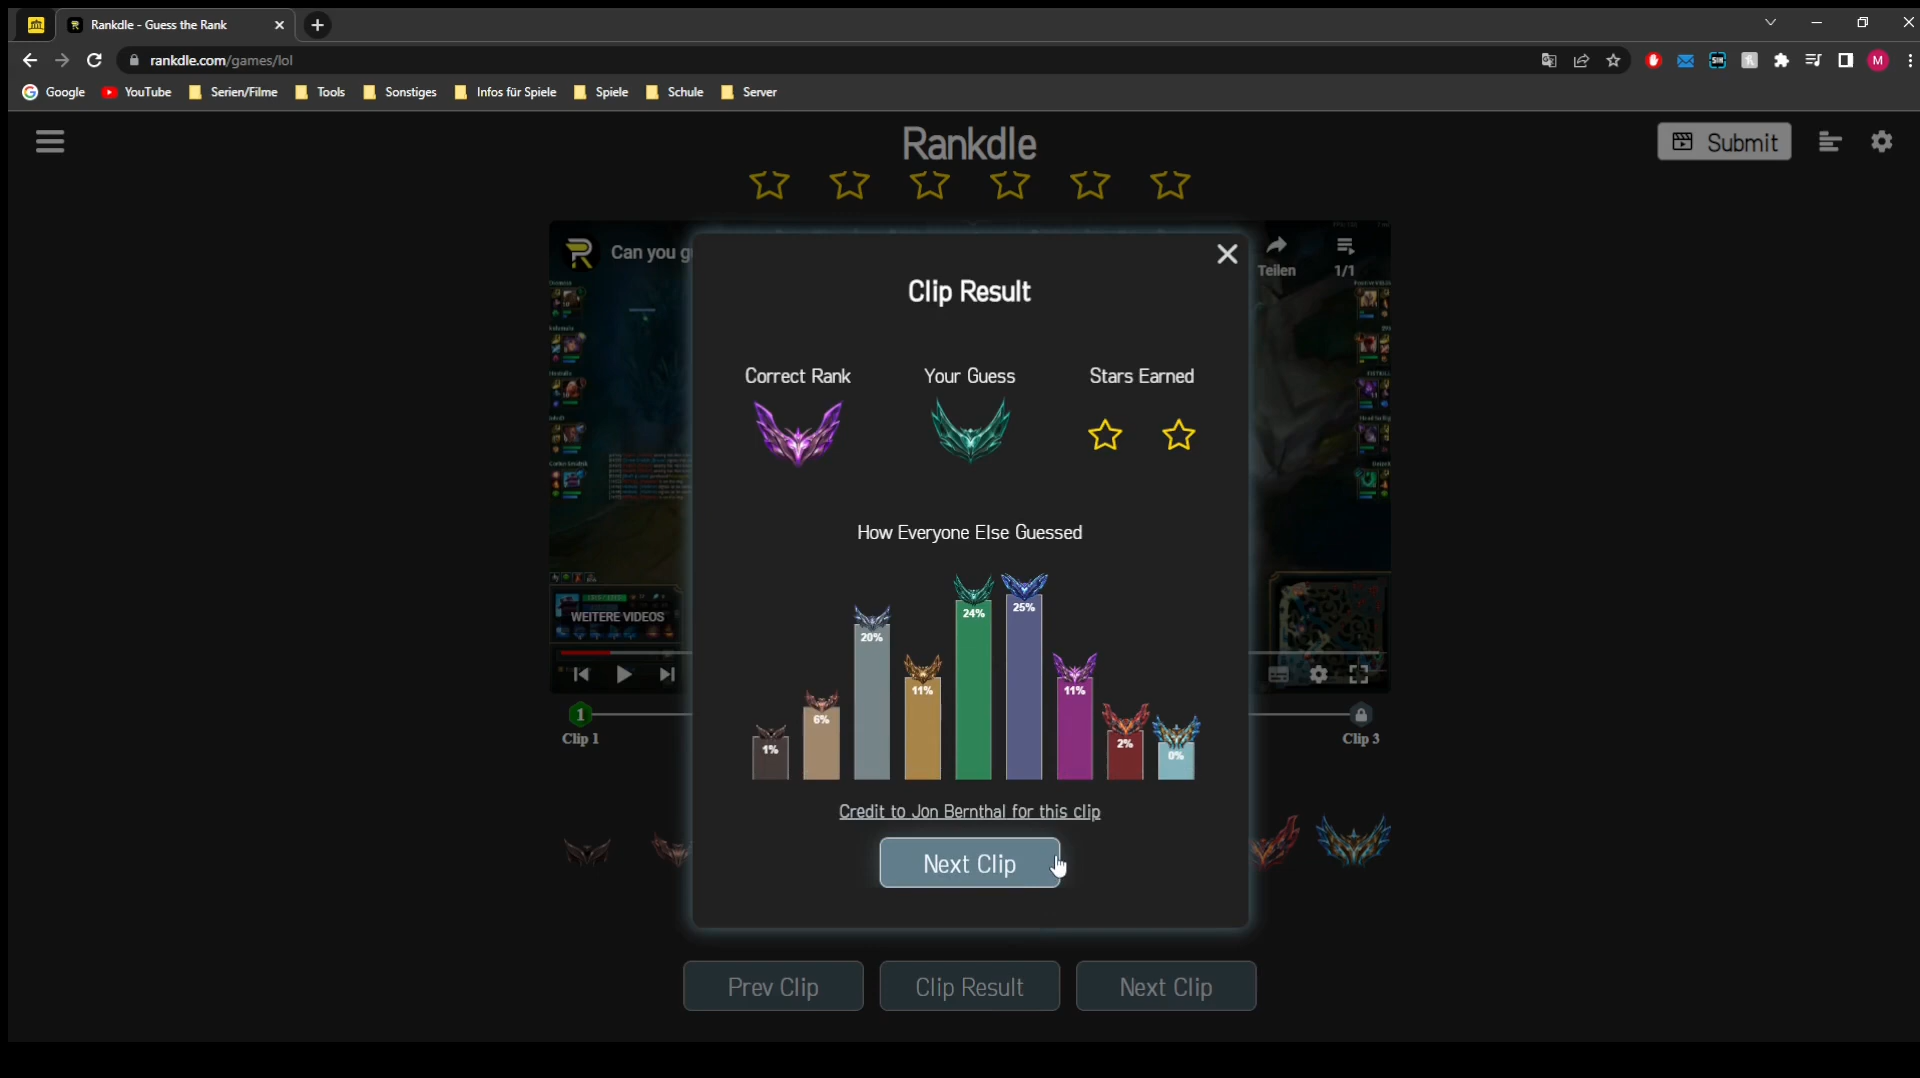 Rankdle - Guess the Rank
rankdle.com/games/lol
M
Google YouTube Serien/Filme Tools Sonstiges Infos für Spiele Spiele Schule Server
Rankdle
Submit
Can you g
Teilen
1/1
Clip Result
Correct Rank Your Guess Stars Earned
How Everyone Else Guessed
1% 6% 20% 11% 24% 25% 11% 2% 0%
WEITERE VIDEOS
1
Clip 1
Clip 3
Credit to Jon Bernthal for this clip
Next Clip
Prev Clip Clip Result Next Clip